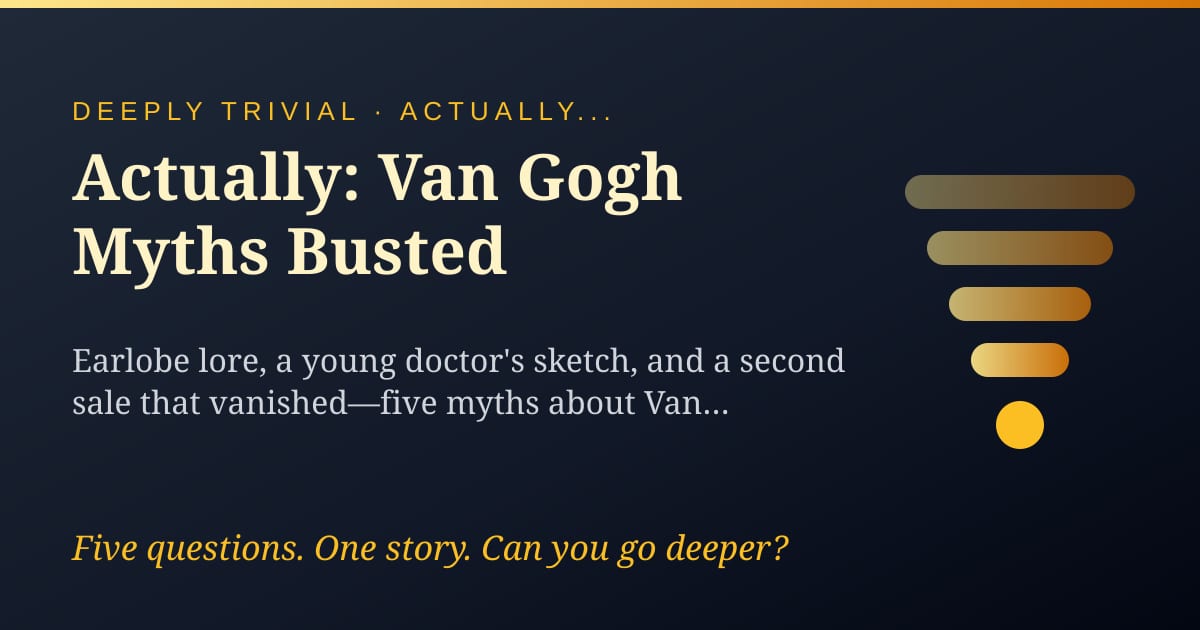 DEEPLY TRIVIAL · ACTUALLY...
Actually: Van Gogh
Myths Busted
Earlobe lore, a young doctor's sketch, and a second
sale that vanished—five myths about Van…
Five questions. One story. Can you go deeper?